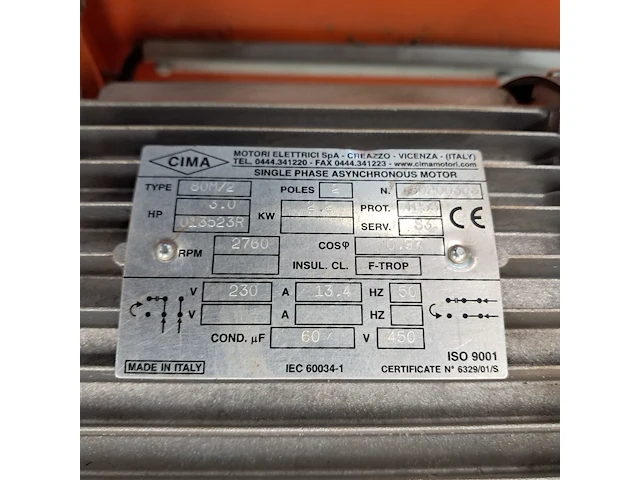 CIMA
MOTORI ELETTRICI SpA - CREAZZO - VICENZA - (ITALY)
TEL. 0444.341220 - FAX 0444.341223 - www.cimamotori.com
SINGLE PHASE ASYNCHRONOUS MOTOR
TYPE 80M/2 POLES 2 N.
HP 3.0 KW 2.2 PROT.
013523R SERV. S3
RPM 2760 COSφ
INSUL. CL. F-TROP
V 230 A 13.4 HZ 50
V A HZ
COND. µF 60 V 450
ISO 9001
MADE IN ITALY IEC 60034-1 CERTIFICATE N° 6329/01/S
CE